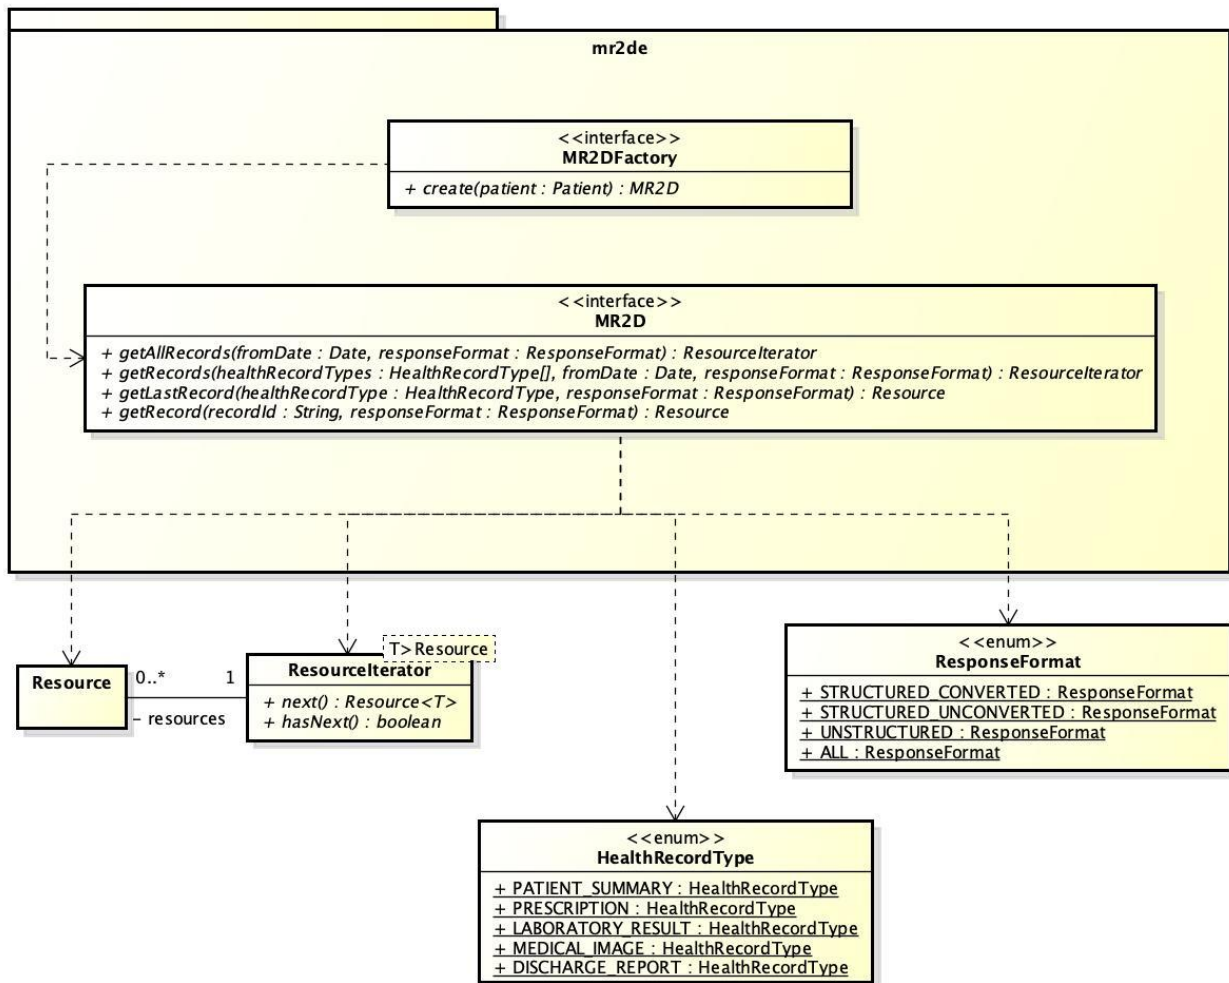 mr2de
<<interface>>
MR2DFactory
+ create(patient : Patient) : MR2D
<<interface>>
MR2D
+ getAllRecords(fromDate : Date, responseFormat : ResponseFormat) : ResourceIterator
+ getRecords(healthRecordTypes : HealthRecordType[], fromDate : Date, responseFormat : ResponseFormat) : ResourceIterator
+ getLastRecord(healthRecordType : HealthRecordType, responseFormat : ResponseFormat) : Resource
+ getRecord(recordId : String, responseFormat : ResponseFormat) : Resource
Resource
0..*
1
- resources
T>Resource
ResourceIterator
+ next() : Resource<T>
+ hasNext() : boolean
<<enum>>
ResponseFormat
+ STRUCTURED_CONVERTED : ResponseFormat
+ STRUCTURED_UNCONVERTED : ResponseFormat
+ UNSTRUCTURED : ResponseFormat
+ ALL : ResponseFormat
<<enum>>
HealthRecordType
+ PATIENT_SUMMARY : HealthRecordType
+ PRESCRIPTION : HealthRecordType
+ LABORATORY_RESULT : HealthRecordType
+ MEDICAL_IMAGE : HealthRecordType
+ DISCHARGE_REPORT : HealthRecordType